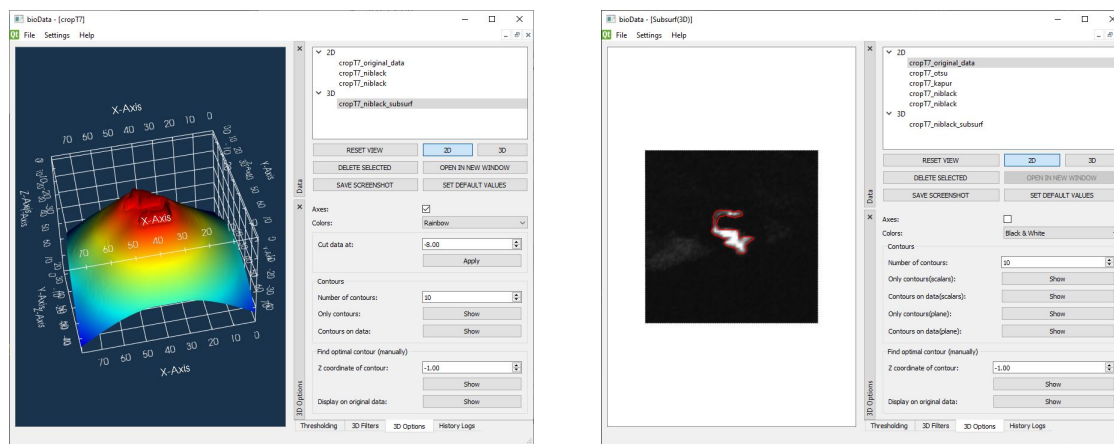 bioData - [cropT7]
Qt File Settings Help
2D
cropT7_original_data
cropT7_niblack
cropT7_niblack
3D
cropT7_niblack_subsurf
RESET VIEW 2D 3D
DELETE SELECTED OPEN IN NEW WINDOW
SAVE SCREENSHOT SET DEFAULT VALUES
Data
Axes:
Colors: Rainbow
Cut data at: -8.00
Apply
Contours
Number of contours: 10
Only contours: Show
Contours on data: Show
Find optimal contour (manually)
Z coordinate of contour: -1.00
Show
Display on original data: Show
3D Options
Thresholding 3D Filters 3D Options History Logs
X-Axis
70 60 50 40 30 20 10 0
X-Axis
70 60 50 40 30 20
70 60 50 40 30 20 10 0
X-Axis
bioData - [Subsurf(3D)]
Qt File Settings Help
2D
cropT7_original_data
cropT7_otsu
cropT7_kapur
cropT7_niblack
cropT7_niblack
3D
cropT7_niblack_subsurf
RESET VIEW 2D 3D
DELETE SELECTED OPEN IN NEW WINDOW
SAVE SCREENSHOT SET DEFAULT VALUES
Data
Axes:
Colors: Black & White
Contours
Number of contours: 10
Only contours(scalars): Show
Contours on data(scalars): Show
Only contours(plane): Show
Contours on data(plane): Show
Find optimal contour (manually)
Z coordinate of contour: -1.00
Show
Display on original data: Show
3D Options
Thresholding 3D Filters 3D Options History Logs